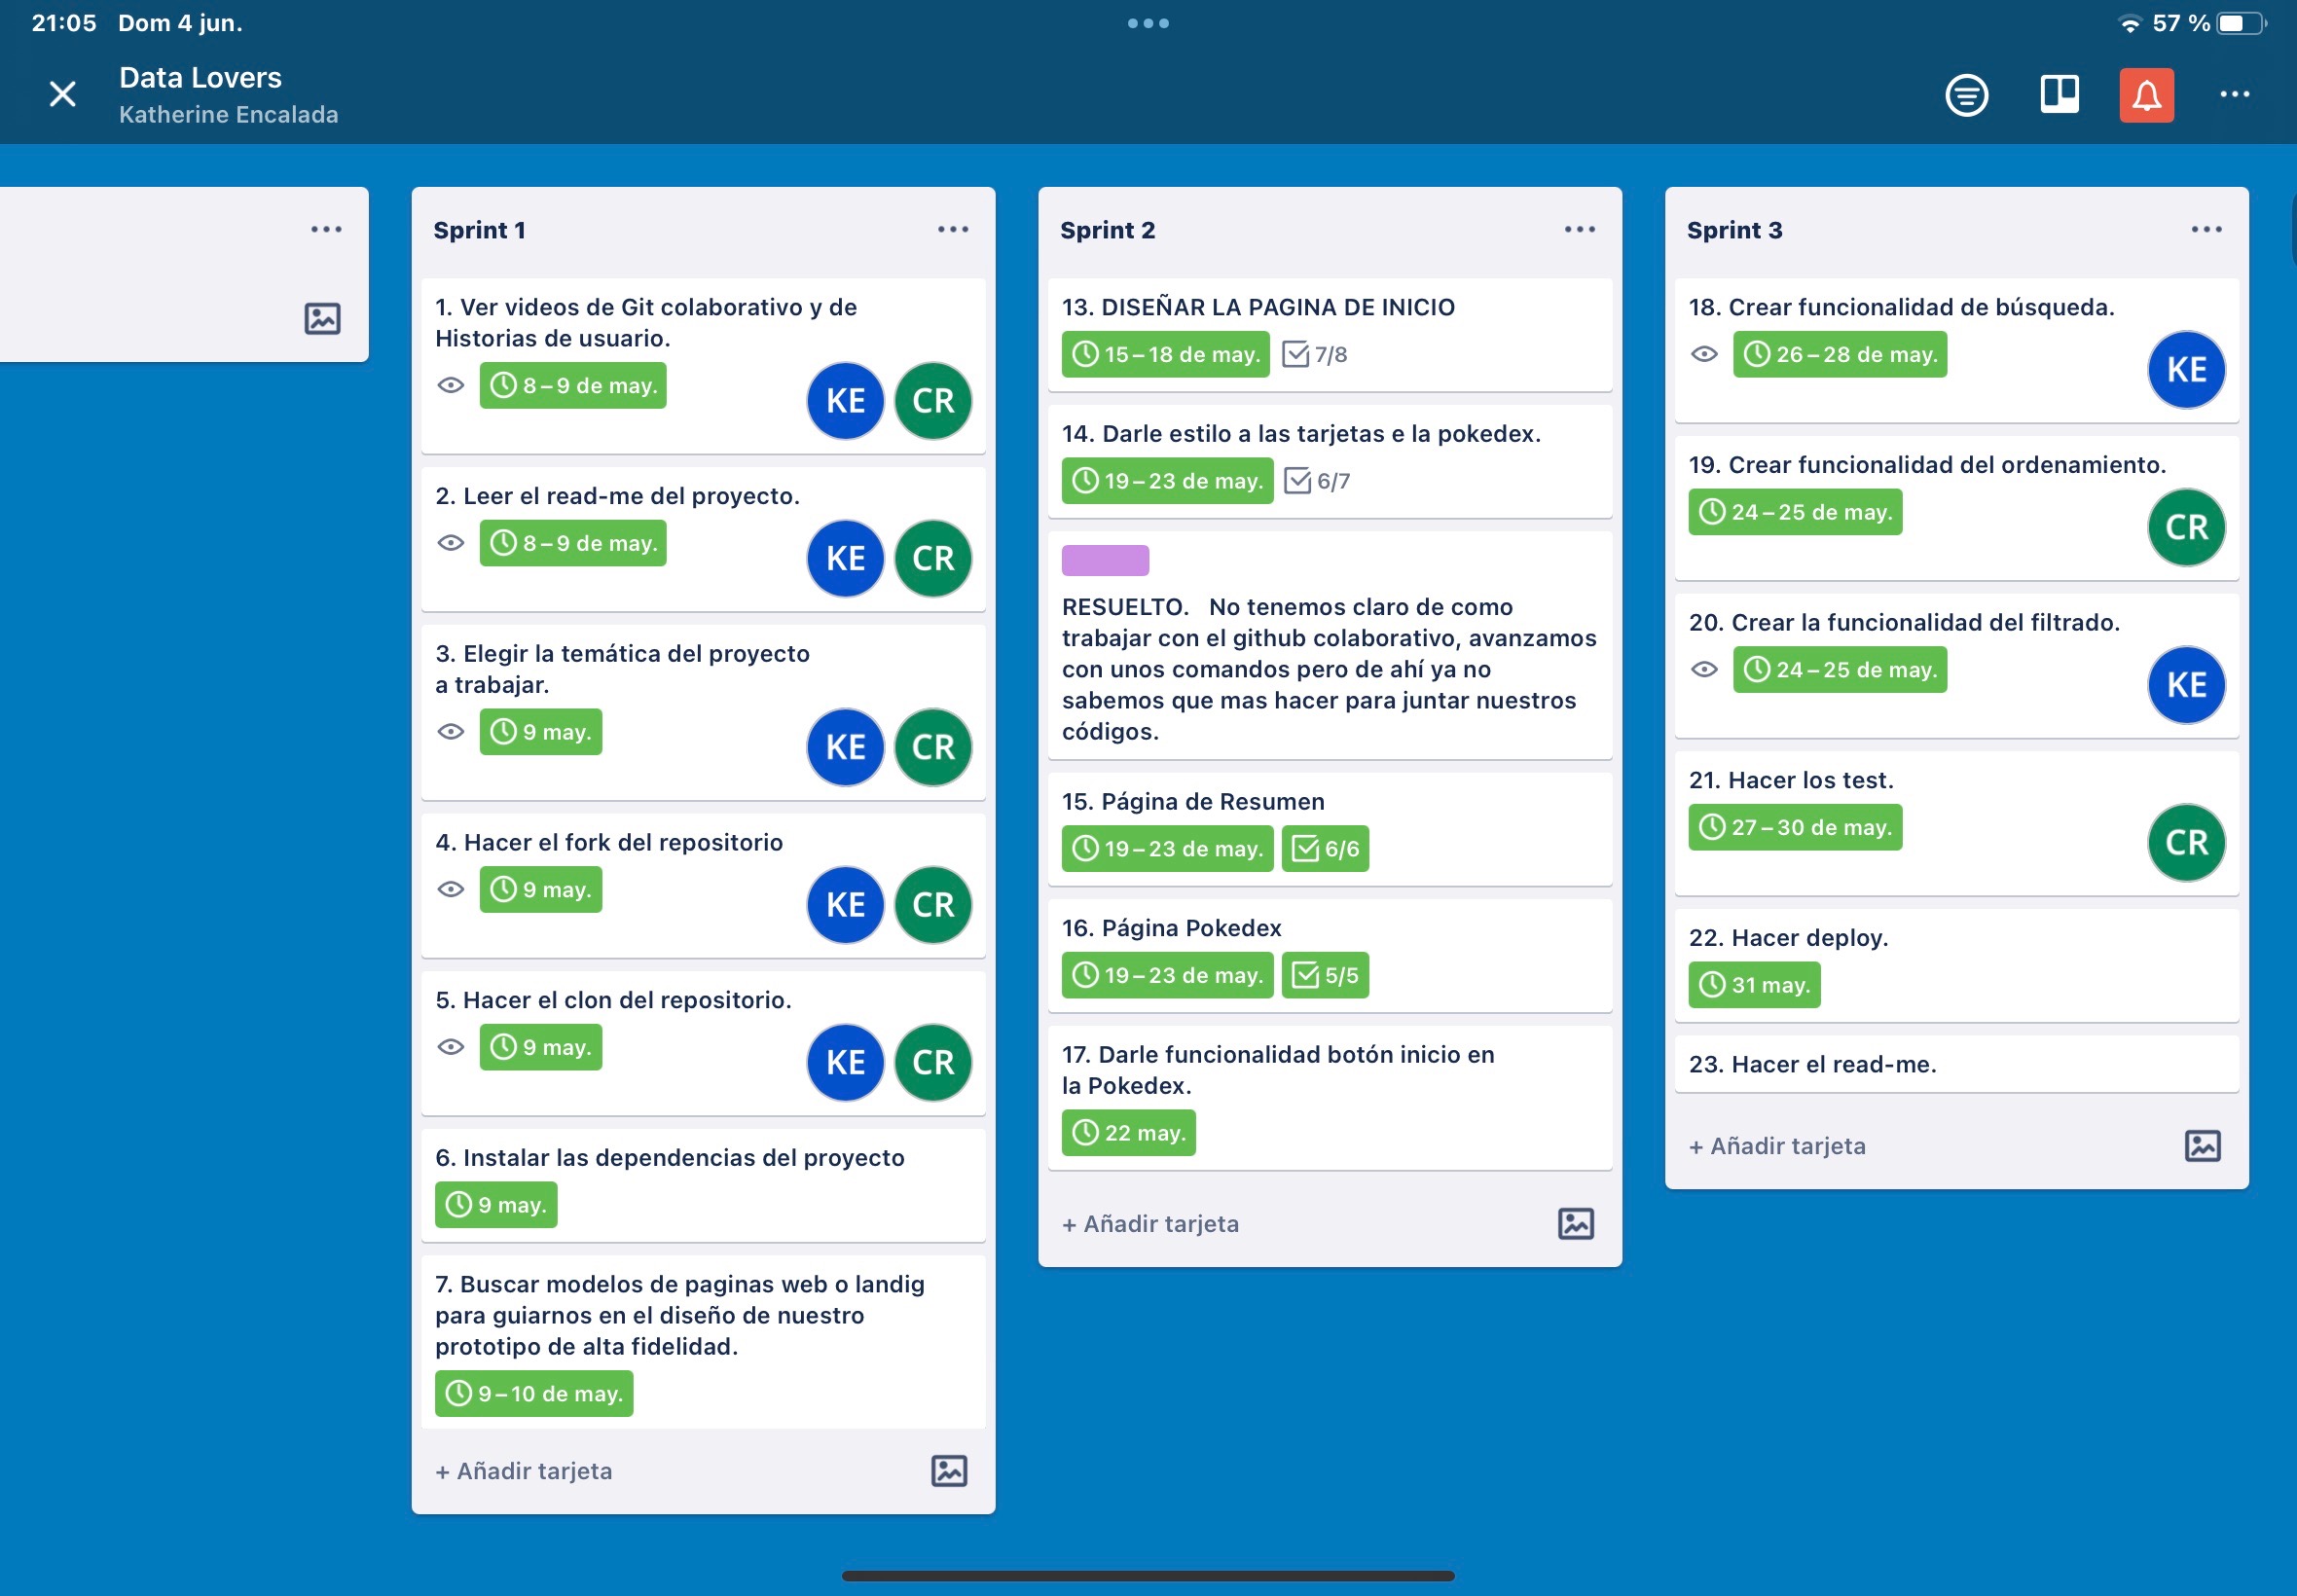 21:05 Dom 4 jun.
57 %
Data Lovers
Katherine Encalada
Sprint 1
1. Ver videos de Git colaborativo y de
Historias de usuario.
8 – 9 de may.
KE CR
2. Leer el read-me del proyecto.
8 – 9 de may.
KE CR
3. Elegir la temática del proyecto
a trabajar.
9 may.
KE CR
4. Hacer el fork del repositorio
9 may.
KE CR
5. Hacer el clon del repositorio.
9 may.
KE CR
6. Instalar las dependencias del proyecto
9 may.
7. Buscar modelos de paginas web o landig
para guiarnos en el diseño de nuestro
prototipo de alta fidelidad.
9 – 10 de may.
+ Añadir tarjeta
Sprint 2
13. DISEÑAR LA PAGINA DE INICIO
15 – 18 de may. 7/8
14. Darle estilo a las tarjetas e la pokedex.
19 – 23 de may. 6/7
RESUELTO. No tenemos claro de como
trabajar con el github colaborativo, avanzamos
con unos comandos pero de ahí ya no
sabemos que mas hacer para juntar nuestros
códigos.
15. Página de Resumen
19 – 23 de may. 6/6
16. Página Pokedex
19 – 23 de may. 5/5
17. Darle funcionalidad botón inicio en
la Pokedex.
22 may.
+ Añadir tarjeta
Sprint 3
18. Crear funcionalidad de búsqueda.
26 – 28 de may.
KE
19. Crear funcionalidad del ordenamiento.
24 – 25 de may.
CR
20. Crear la funcionalidad del filtrado.
24 – 25 de may.
KE
21. Hacer los test.
27 – 30 de may.
CR
22. Hacer deploy.
31 may.
23. Hacer el read-me.
+ Añadir tarjeta